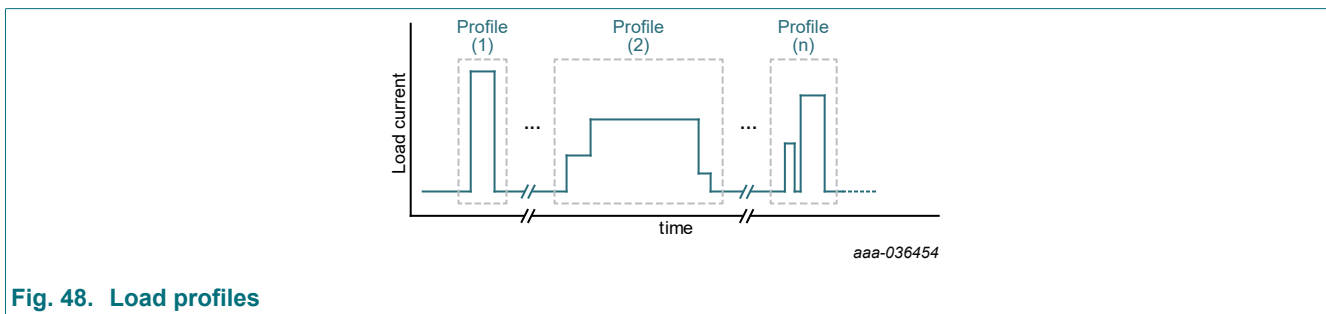 Profile
(1)
Profile
(2)
Profile
(n)
Load current
...
...
time
aaa-036454
Fig. 48. Load profiles